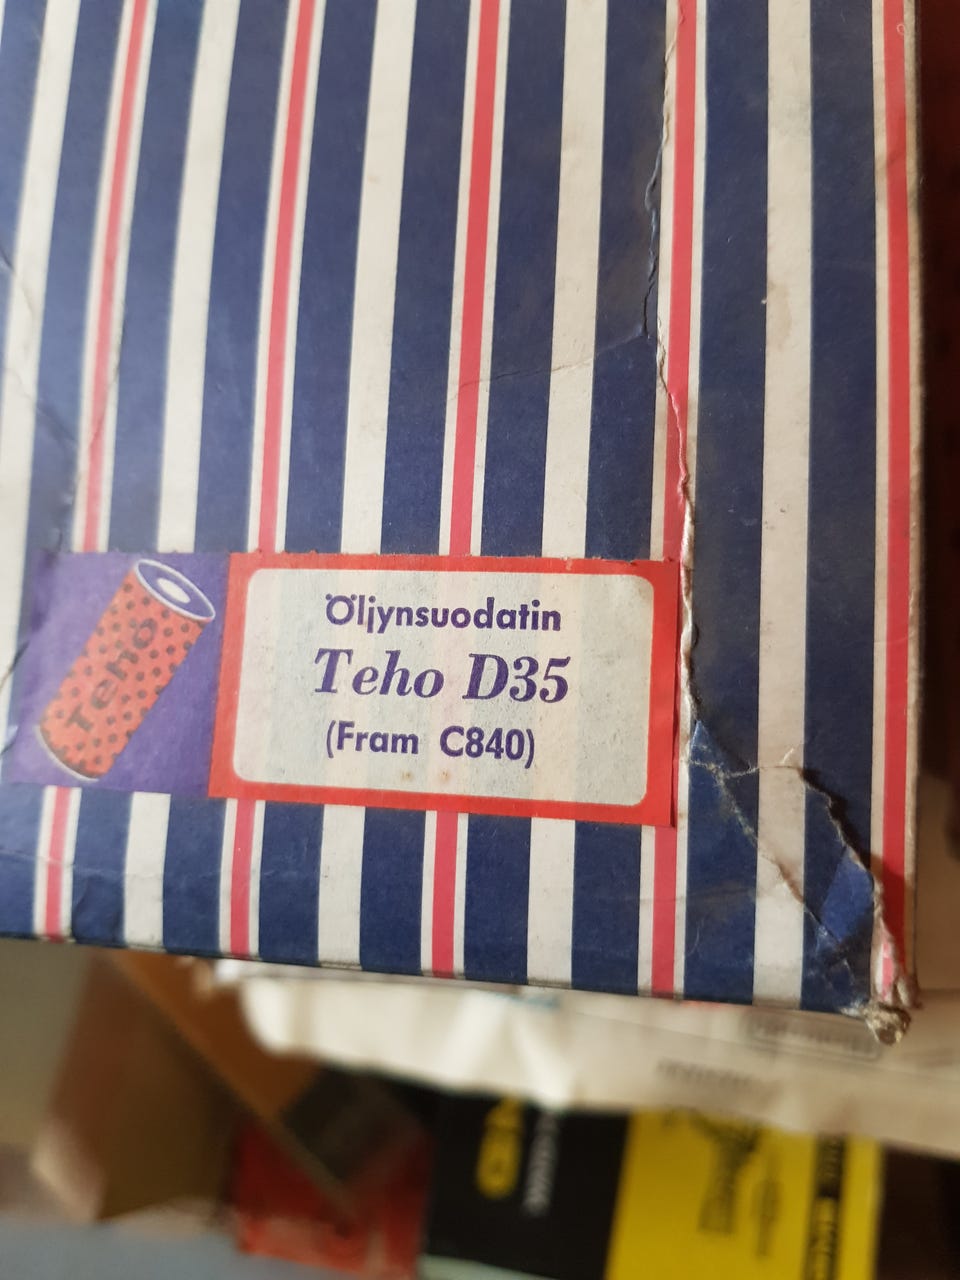 Teho
Öljynsuodatin
Teho D35
(Fram C840)